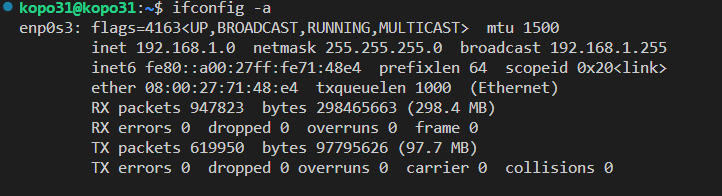 kopo31@kopo31:~$ ifconfig -a
enp0s3: flags=4163<UP,BROADCAST,RUNNING,MULTICAST>  mtu 1500
        inet 192.168.1.0  netmask 255.255.255.0  broadcast 192.168.1.255
        inet6 fe80::a00:27ff:fe71:48e4  prefixlen 64  scopeid 0x20<link>
        ether 08:00:27:71:48:e4  txqueuelen 1000  (Ethernet)
        RX packets 947823  bytes 298465663 (298.4 MB)
        RX errors 0  dropped 0  overruns 0  frame 0
        TX packets 619950  bytes 97795626 (97.7 MB)
        TX errors 0  dropped 0 overruns 0  carrier 0  collisions 0